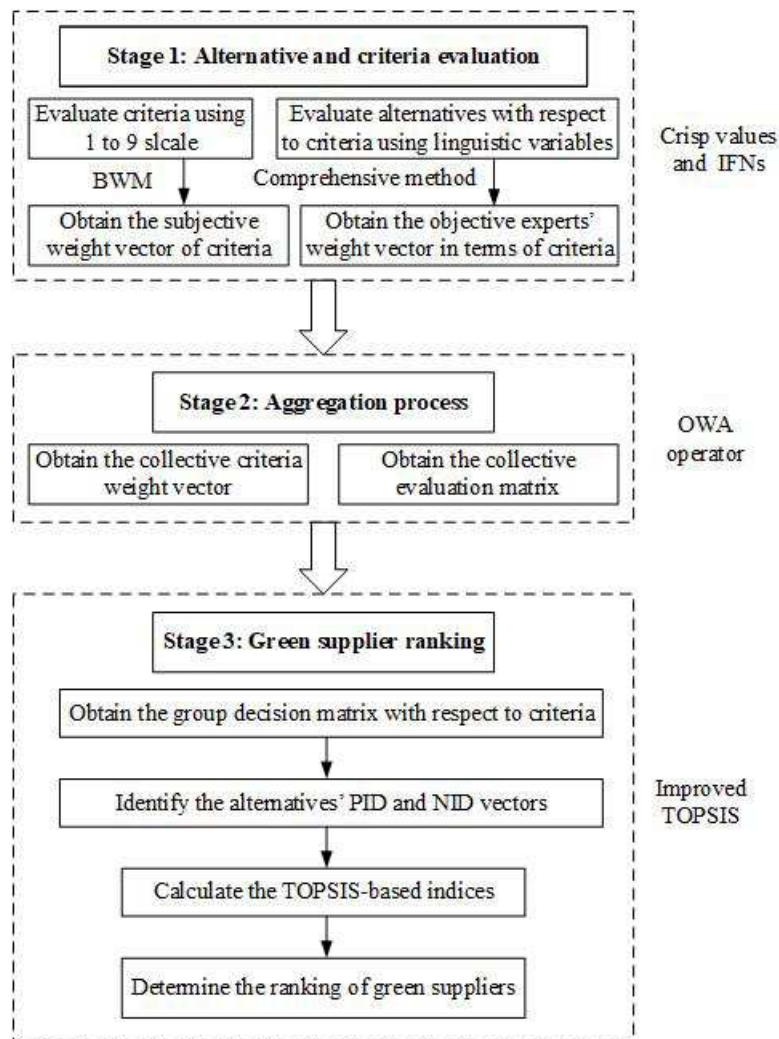 Stage 1: Alternative and criteria evaluation
Evaluate criteria using
1 to 9 slcale
Evaluate alternatives with respect
to criteria using linguistic variables
BWM
Comprehensive method
Obtain the subjective
weight vector of criteria
Obtain the objective experts’
weight vector in terms of criteria
Crisp values
and IFNs
Stage 2: Aggregation process
Obtain the collective criteria
weight vector
Obtain the collective
evaluation matrix
OWA
operator
Stage 3: Green supplier ranking
Obtain the group decision matrix with respect to criteria
Identify the alternatives’ PID and NID vectors
Calculate the TOPSIS-based indices
Determine the ranking of green suppliers
Improved
TOPSIS